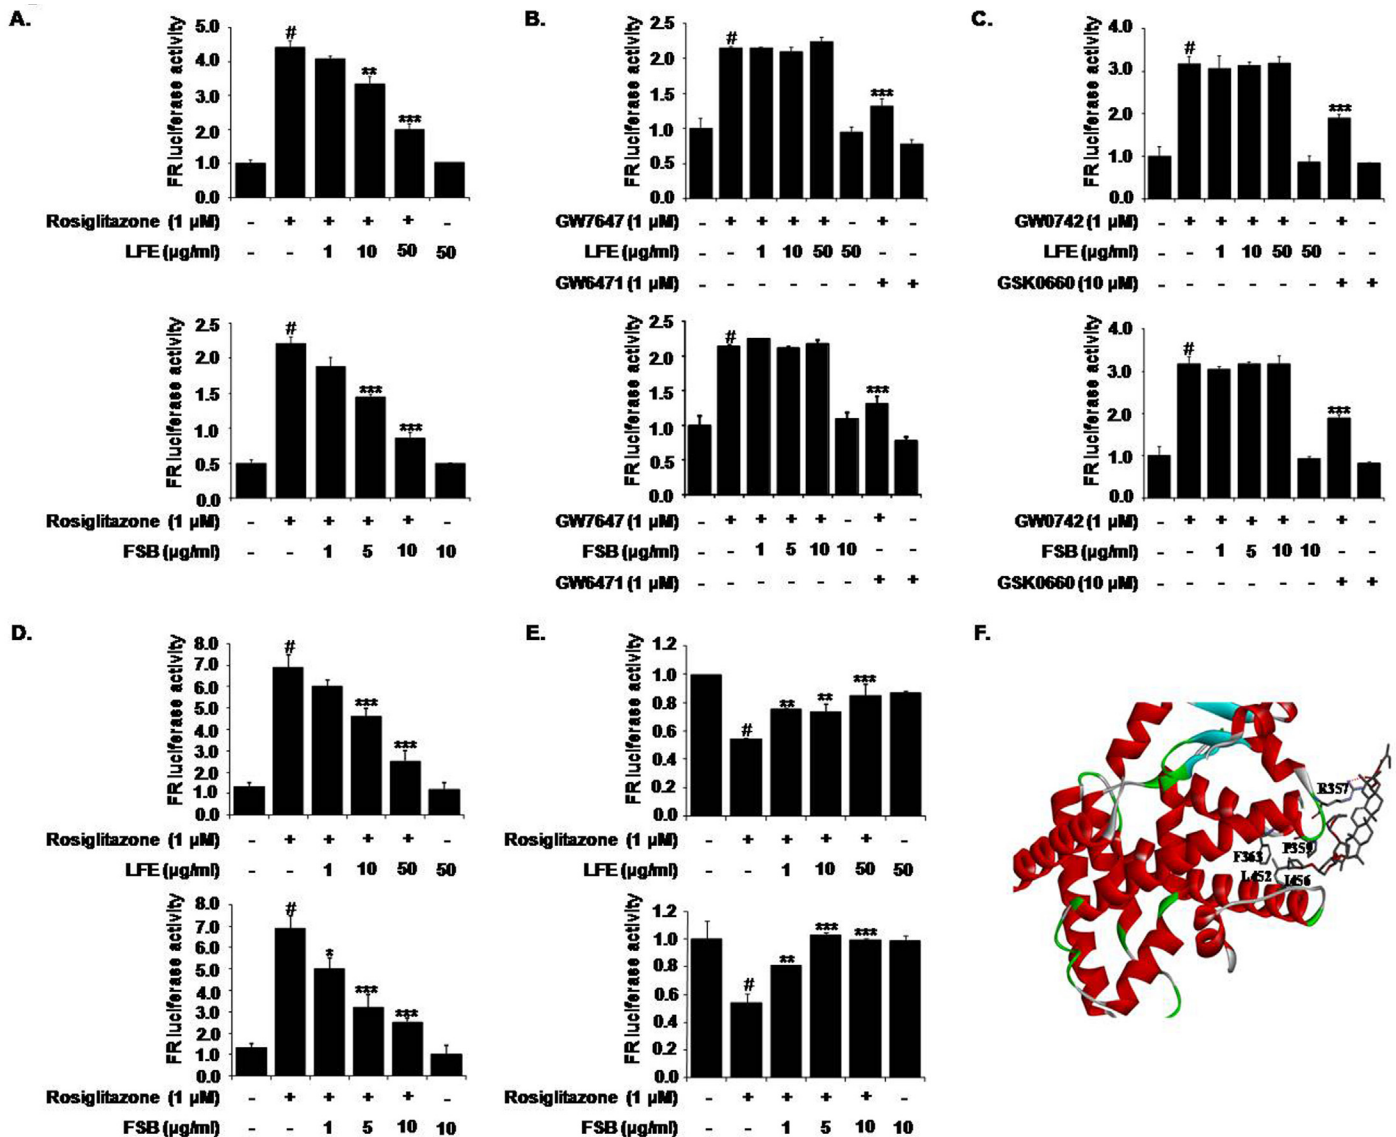 A.
FR luciferase activity
5.0
4.0
3.0
2.0
1.0
0.0
#
**
***
Rosiglitazone (1 μM) - + + + + -
LFE (μg/ml) - - 1 10 50 50
FR luciferase activity
2.5
2.0
1.5
1.0
0.5
0.0
#
***
***
Rosiglitazone (1 μM) - + + + + -
FSB (μg/ml) - - 1 5 10 10
B.
FR luciferase activity
2.5
2.0
1.5
1.0
0.5
0.0
#
***
GW7647 (1 μM) - + + + + - + -
LFE (μg/ml) - - 1 10 50 50 - -
GW6471 (1 μM) - - - - - - + +
FR luciferase activity
2.5
2.0
1.5
1.0
0.5
0.0
#
***
GW7647 (1 μM) - + + + + - + -
FSB (μg/ml) - - 1 5 10 10 - -
GW6471 (1 μM) - - - - - - + +
C.
FR luciferase activity
4.0
3.0
2.0
1.0
0.0
#
***
GW0742 (1 μM) - + + + + - + -
LFE (μg/ml) - - 1 10 50 50 - -
GSK0660 (10 μM) - - - - - - + +
FR luciferase activity
4.0
3.0
2.0
1.0
0.0
#
***
GW0742 (1 μM) - + + + + - + -
FSB (μg/ml) - - 1 5 10 10 - -
GSK0660 (10 μM) - - - - - - + +
D.
FR luciferase activity
8.0
7.0
6.0
5.0
4.0
3.0
2.0
1.0
0.0
#
***
***
Rosiglitazone (1 μM) - + + + + -
LFE (μg/ml) - - 1 10 50 50
FR luciferase activity
8.0
7.0
6.0
5.0
4.0
3.0
2.0
1.0
0.0
#
*
***
***
Rosiglitazone (1 μM) - + + + + -
FSB (μg/ml) - - 1 5 10 10
E.
FR luciferase activity
1.2
1.0
0.8
0.6
0.4
0.2
0.0
#
**
**
***
Rosiglitazone (1 μM) - + + + + -
LFE (μg/ml) - - 1 10 50 50
FR luciferase activity
1.2
1.0
0.8
0.6
0.4
0.2
0.0
#
**
***
***
Rosiglitazone (1 μM) - + + + + -
FSB (μg/ml) - - 1 5 10 10
F.
R357
F363 P359
L452 I456